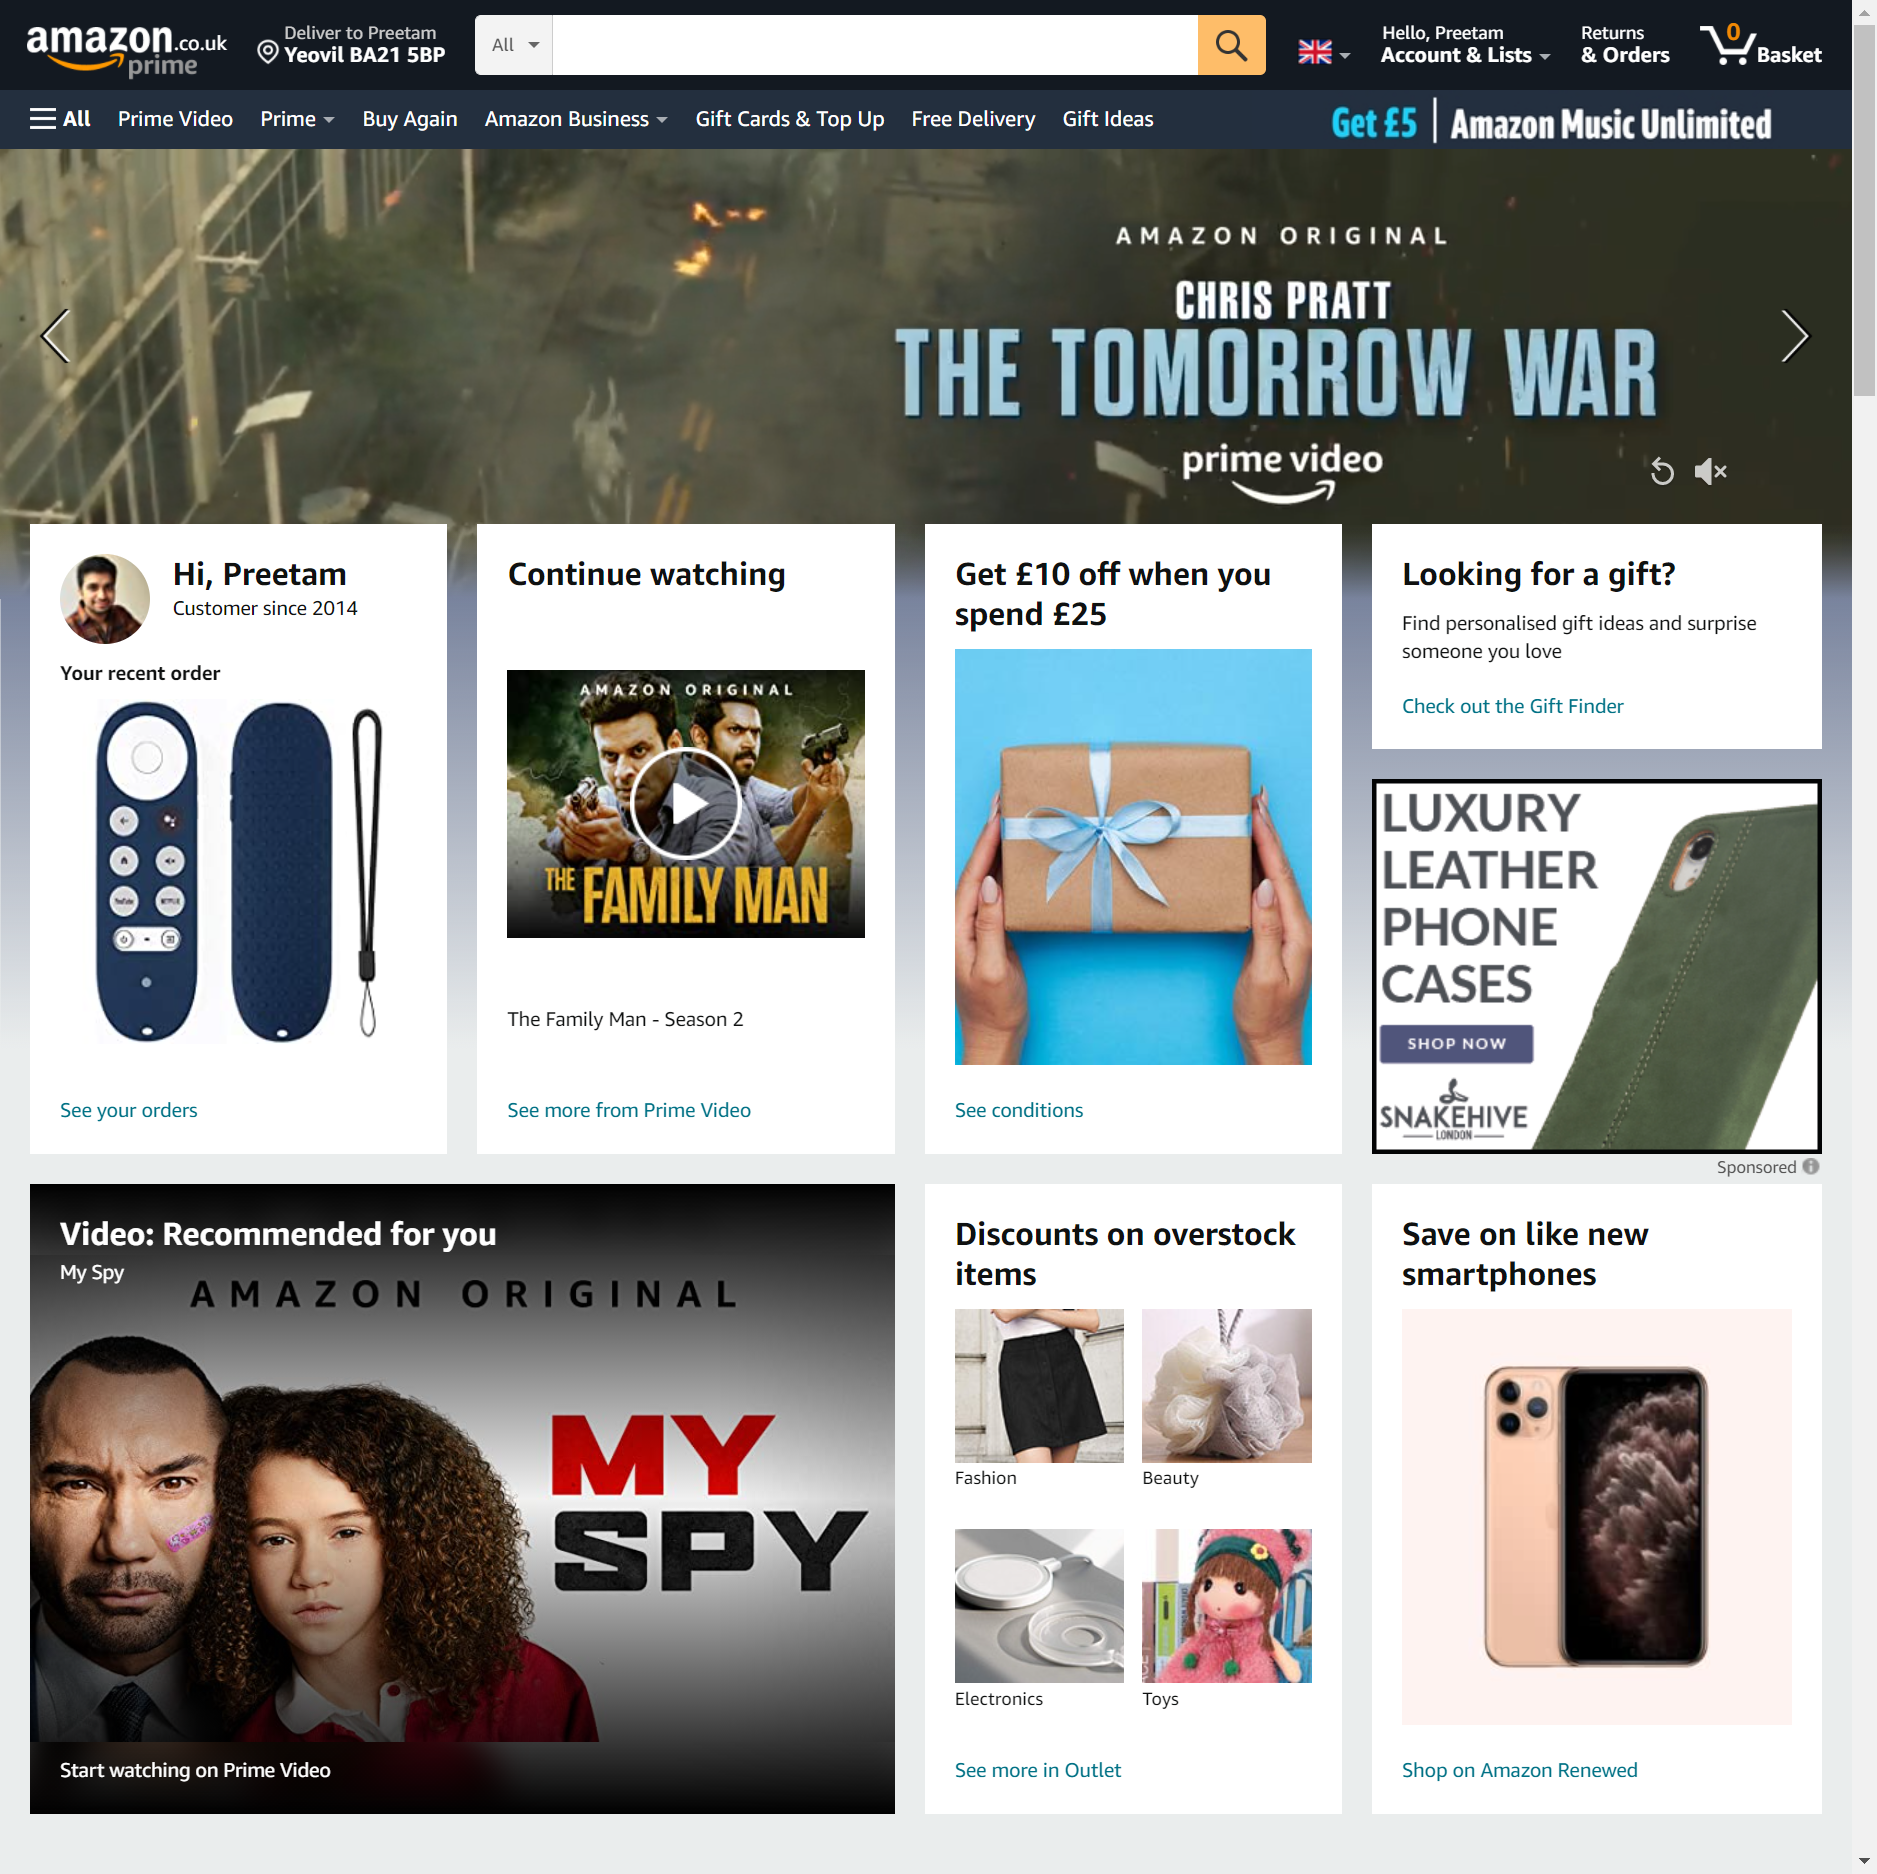 amazon.co.uk
prime
Deliver to Preetam
Yeovil BA21 5BP
All
Hello, Preetam
Account & Lists
Returns
& Orders
0
Basket
All
Prime Video
Prime
Buy Again
Amazon Business
Gift Cards & Top Up
Free Delivery
Gift Ideas
Get £5
Amazon Music Unlimited
AMAZON ORIGINAL
CHRIS PRATT
THE TOMORROW WAR
prime video
Hi, Preetam
Customer since 2014
Your recent order
YouTube
NETFLIX
See your orders
Continue watching
AMAZON ORIGINAL
THE FAMILY MAN
The Family Man - Season 2
See more from Prime Video
Get £10 off when you
spend £25
See conditions
Looking for a gift?
Find personalised gift ideas and surprise
someone you love
Check out the Gift Finder
LUXURY
LEATHER
PHONE
CASES
SHOP NOW
SNAKEHIVE
LONDON
Sponsored
Video: Recommended for you
My Spy
AMAZON ORIGINAL
MY
SPY
Start watching on Prime Video
Discounts on overstock
items
Fashion
Beauty
Electronics
Toys
See more in Outlet
Save on like new
smartphones
Shop on Amazon Renewed